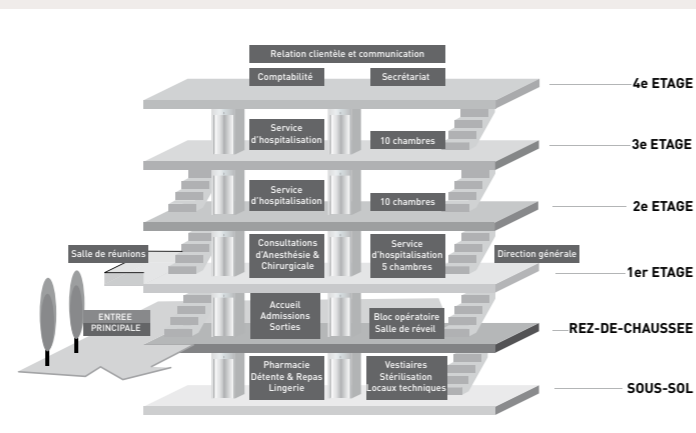 Relation clientèle et communication
Comptabilité
Secrétariat
4e ETAGE
Service
d'hospitalisation
10 chambres
3e ETAGE
Service
d'hospitalisation
10 chambres
2e ETAGE
Salle de réunions
Consultations
d'Anesthésie &
Chirurgicale
Service
d'hospitalisation
5 chambres
Direction générale
1er ETAGE
ENTREE
PRINCIPALE
Accueil
Admissions
Sorties
Bloc opératoire
Salle de réveil
REZ-DE-CHAUSSEE
Pharmacie
Détente & Repas
Lingerie
Vestiaires
Stérilisation
Locaux techniques
SOUS-SOL